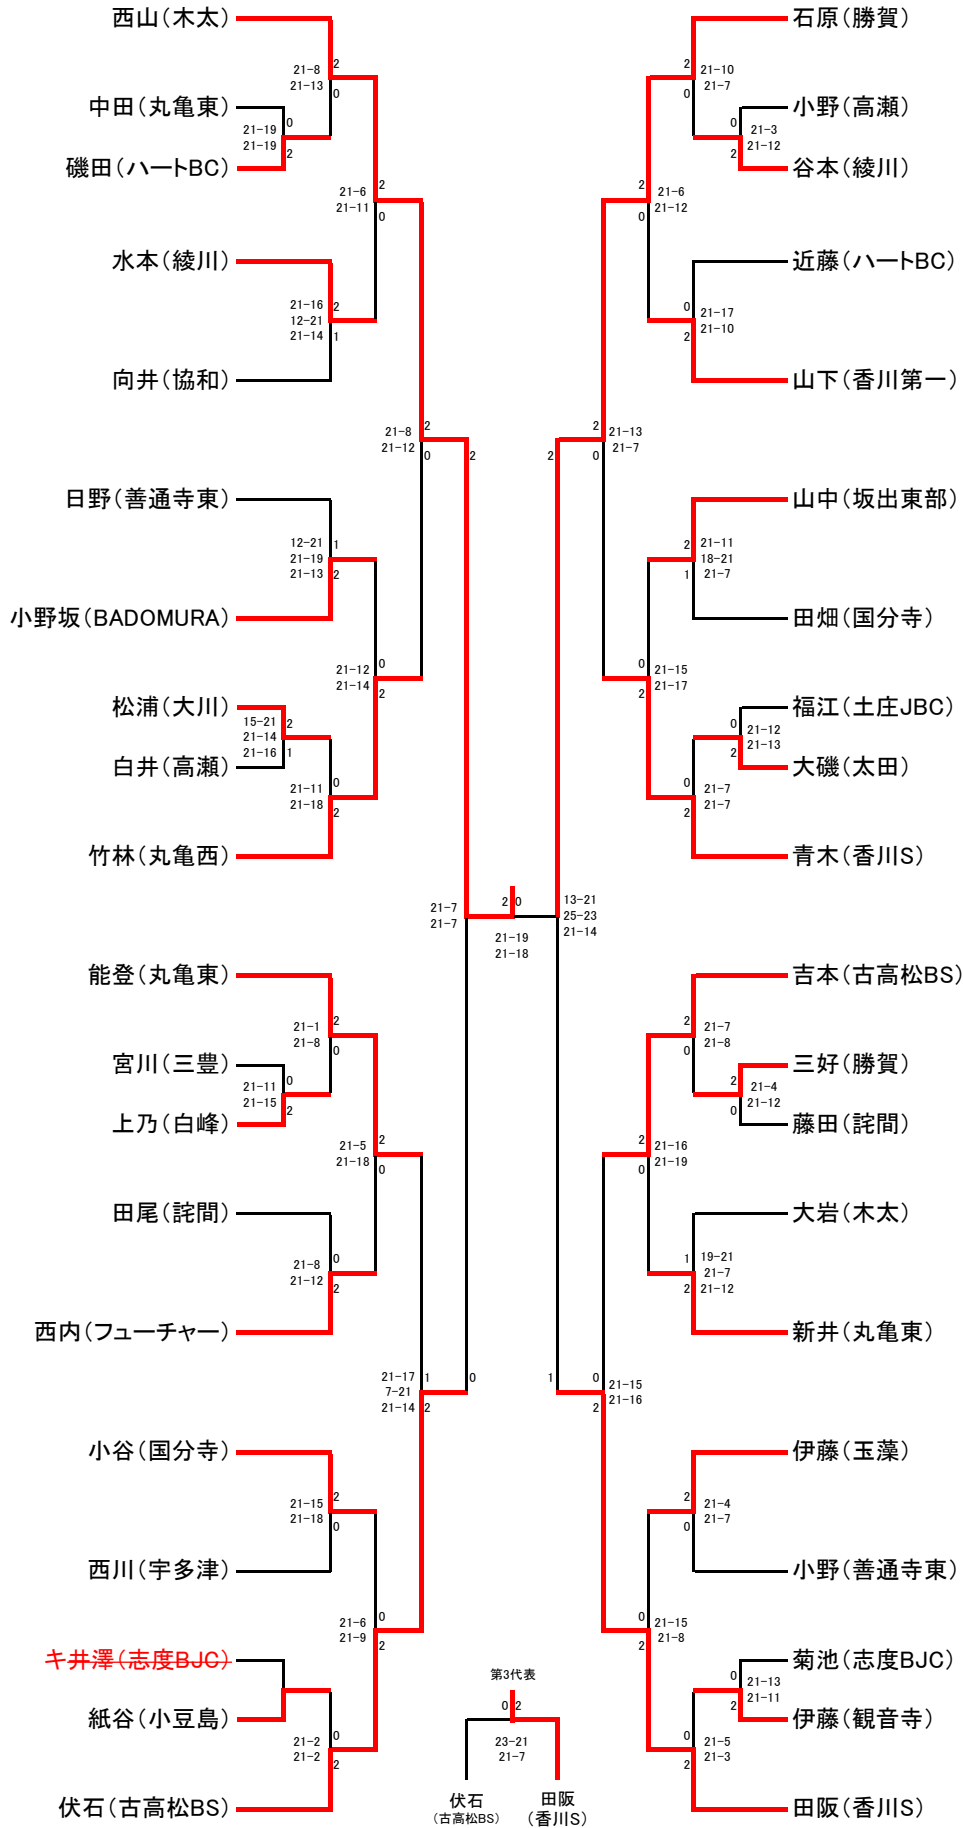 西山（木太）
21-8 2
21-13 0
中田（丸亀東）
21-19 0
21-19 2
磯田（ハートBC）
21-6 2
21-11 0
水本（綾川）
21-16 2
12-21
21-14 1
向井（協和）
21-8 2
21-12 0
2
日野（善通寺東）
12-21 1
21-19
21-13 2
小野坂（BADOMURA）
21-12 0
21-14 2
松浦（大川）
15-21 2
21-14
21-16 1
白井（高瀬）
21-11 0
21-18 2
竹林（丸亀西）
21-7
21-7
能登（丸亀東）
21-1 2
21-8 0
宮川（三豊）
21-11 0
21-15 2
上乃（白峰）
21-5 2
21-18 0
田尾（詫間）
21-8 0
21-12 2
西内（フューチャー）
21-17 1
7-21
21-14 2
0
小谷（国分寺）
21-15 2
21-18 0
西川（宇多津）
21-6 0
21-9 2
キ井澤（志度BJC）
紙谷（小豆島）
21-2 0
21-2 2
伏石（古高松BS）
2 0
21-19
21-18
第3代表
0 2
23-21
21-7
伏石
（古高松BS）
田阪
（香川S）
石原（勝賀）
2 21-10
0 21-7
小野（高瀬）
0 21-3
2 21-12
谷本（綾川）
2 21-6
0 21-12
近藤（ハートBC）
0 21-17
2 21-10
山下（香川第一）
2 21-13
0 21-7
2
山中（坂出東部）
2 21-11
18-21
1 21-7
田畑（国分寺）
0 21-15
2 21-17
福江（土庄JBC）
0 21-12
2 21-13
大磯（太田）
0 21-7
2 21-7
青木（香川S）
13-21
25-23
21-14
吉本（古高松BS）
2 21-7
0 21-8
三好（勝賀）
2 21-4
0 21-12
藤田（詫間）
2 21-16
0 21-19
大岩（木太）
1 19-21
21-7
2 21-12
新井（丸亀東）
1
0 21-15
2 21-16
伊藤（玉藻）
2 21-4
0 21-7
小野（善通寺東）
0 21-15
2 21-8
菊池（志度BJC）
0 21-13
2 21-11
伊藤（観音寺）
0 21-5
2 21-3
田阪（香川S）